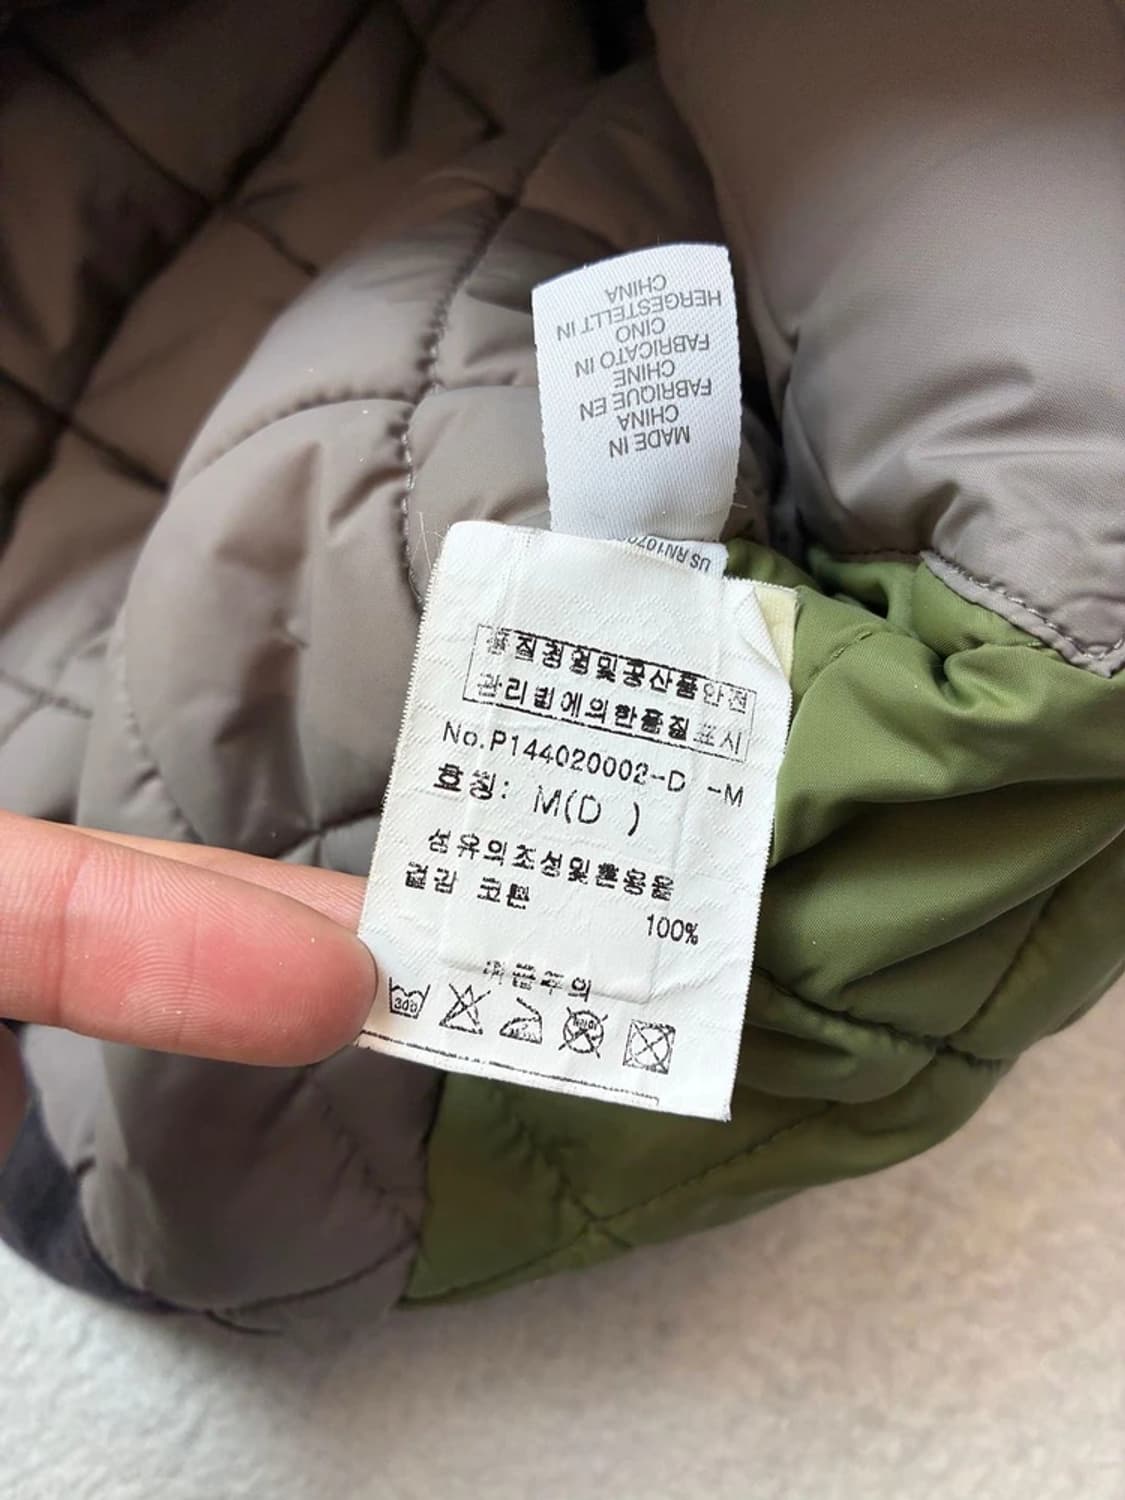 MADE IN
CHINA
FABRIQUE EN
CHINE
FABRICATO IN
CINO
HERGESTELLT IN
CHINA
US RN1070
품질경영및공산품안전
관리법에의한품질표시
No.P144020002-D -M
호칭: M(D )
섬유의조성및혼용율
겉감 코튼
100%
취급주의